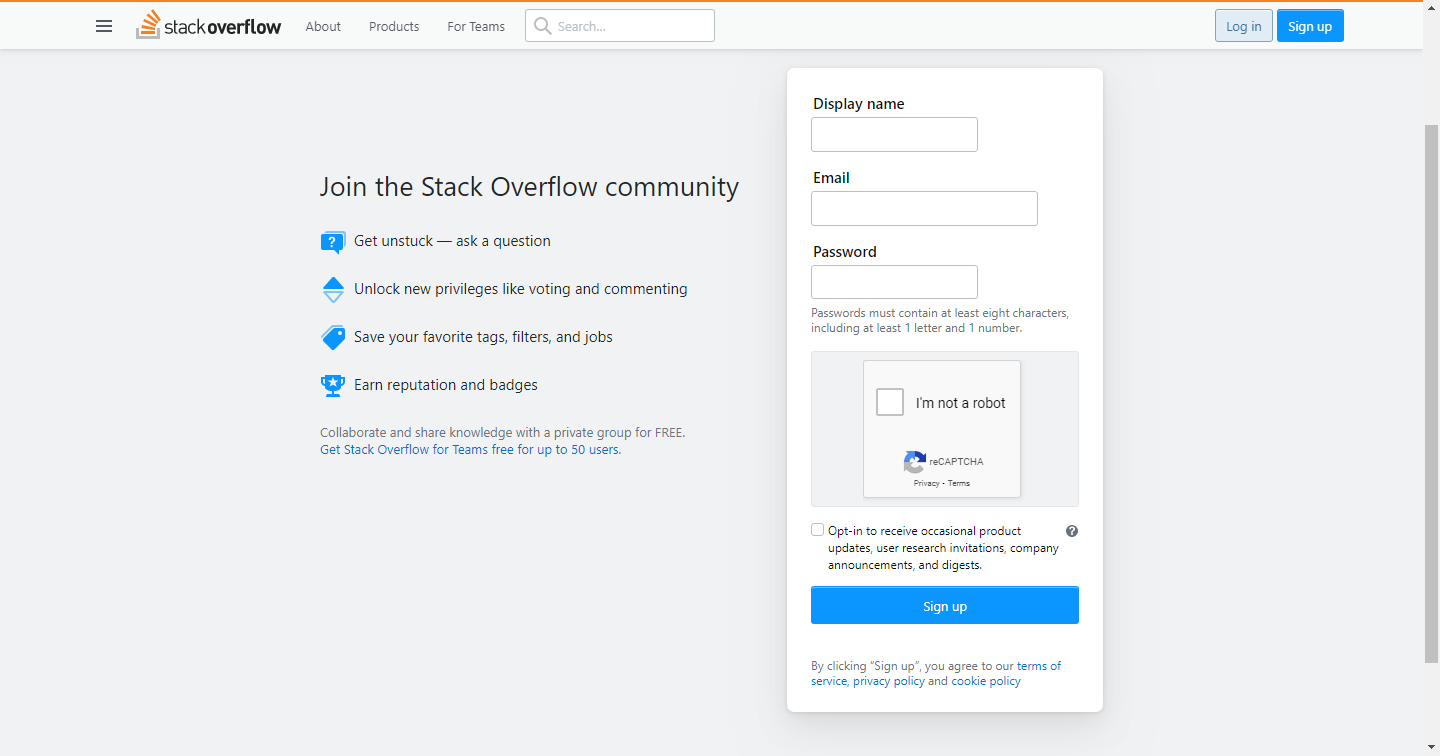 stackoverflow About Products For Teams Search... Log in Sign up
Join the Stack Overflow community
? Get unstuck — ask a question
Unlock new privileges like voting and commenting
Save your favorite tags, filters, and jobs
Earn reputation and badges
Collaborate and share knowledge with a private group for FREE.
Get Stack Overflow for Teams free for up to 50 users.
Display name
Email
Password
Passwords must contain at least eight characters,
including at least 1 letter and 1 number.
I'm not a robot
reCAPTCHA
Privacy - Terms
Opt-in to receive occasional product ?
updates, user research invitations, company
announcements, and digests.
Sign up
By clicking “Sign up”, you agree to our terms of
service, privacy policy and cookie policy